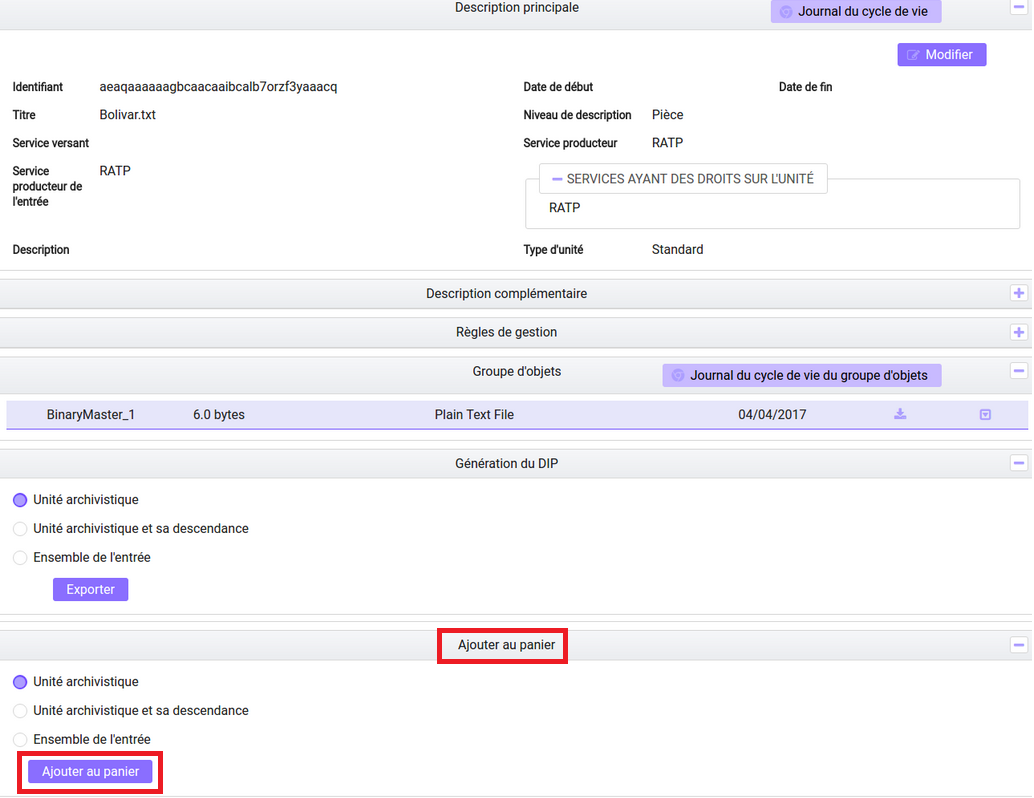 Description principale
Journal du cycle de vie
Modifier
Identifiant aeaqaaaaaagbcaacaaibcalb7orzf3yaaacq
Date de début
Date de fin
Titre Bolivar.txt
Niveau de description Pièce
Service versant
Service producteur RATP
Service
producteur de
l'entrée
RATP
SERVICES AYANT DES DROITS SUR L'UNITÉ
RATP
Description
Type d'unité Standard
Description complémentaire
Règles de gestion
Groupe d'objets
Journal du cycle de vie du groupe d'objets
BinaryMaster_1 6.0 bytes Plain Text File 04/04/2017
Génération du DIP
Unité archivistique
Unité archivistique et sa descendance
Ensemble de l'entrée
Exporter
Ajouter au panier
Unité archivistique
Unité archivistique et sa descendance
Ensemble de l'entrée
Ajouter au panier